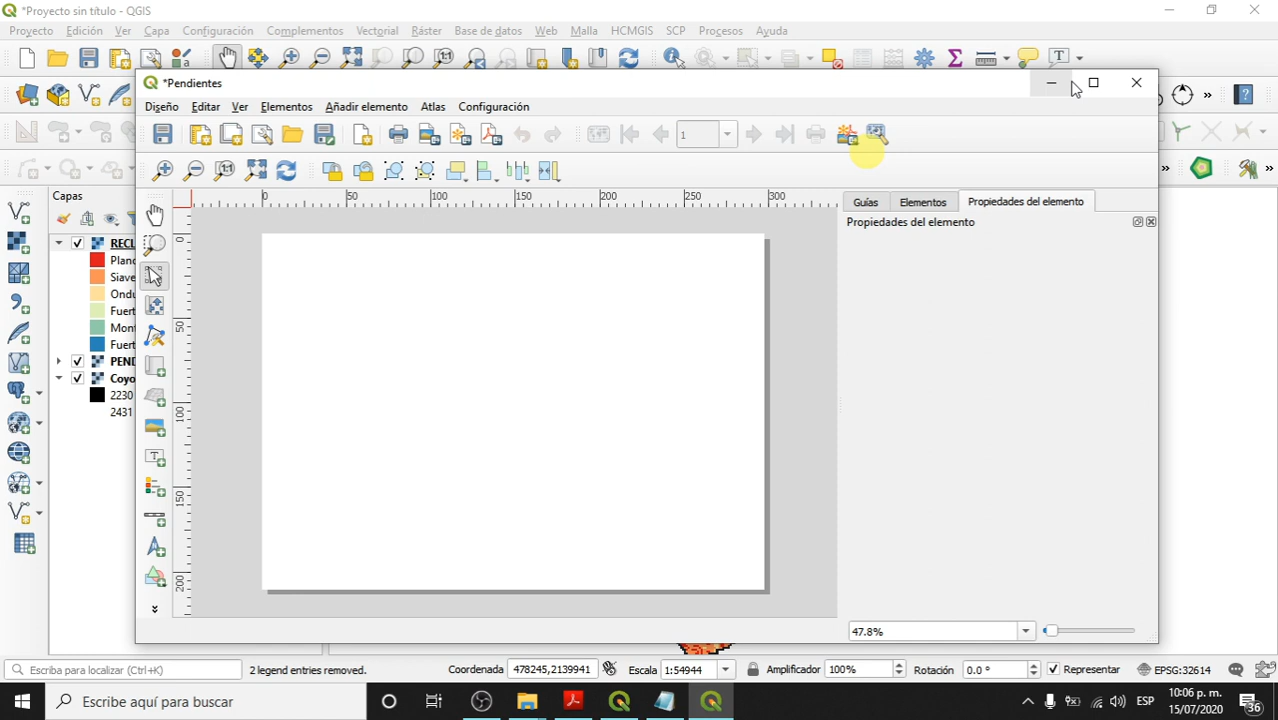 *Proyecto sin título - QGIS
Proyecto Edición Ver Capa Configuración Complementos Vectorial Ráster Base de datos Web Malla HCMGIS SCP Procesos Ayuda
*Pendientes
Diseño Editar Ver Elementos Añadir elemento Atlas Configuración
1
Capas
0 50 100 150 200 250 300
Guías Elementos Propiedades del elemento
Propiedades del elemento
0
50
100
150
200
RECL
Plano
Siave
Ondu
Fuert
Mont
Fuert
PEND
Coyo
2230
2431
47.8%
Escriba para localizar (Ctrl+K) 2 legend entries removed. Coordenada 478245,2139941 Escala 1:54944 Amplificador 100% Rotación 0.0 ° Representar EPSG:32614
Escribe aquí para buscar
ESP
10:06 p. m.
15/07/2020
36